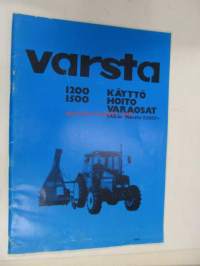 varsta
1200 KÄYTTÖ
1500 HOITO
VARAOSAT